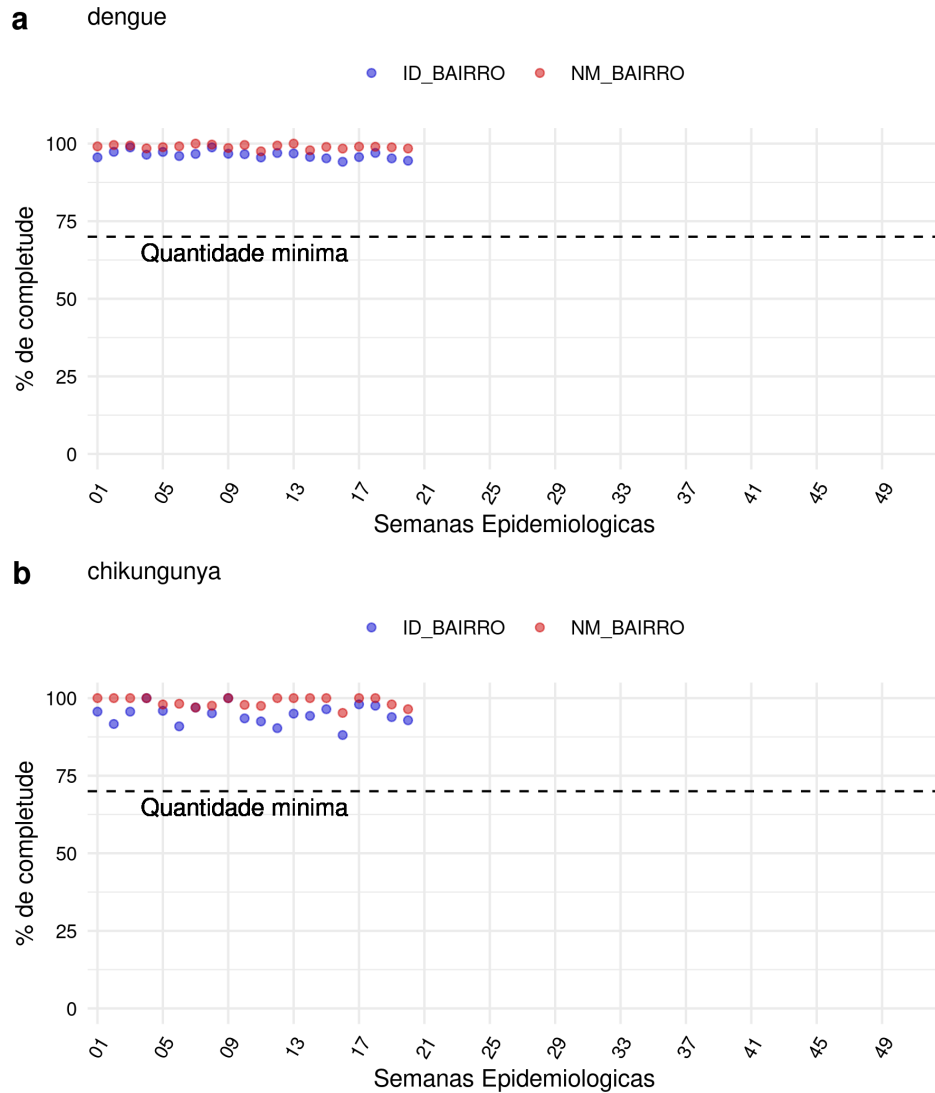 a dengue
ID_BAIRRO NM_BAIRRO
100
75
Quantidade minima
50
25
0
% de completude
01 05 09 13 17 21 25 29 33 37 41 45 49
Semanas Epidemiologicas
b chikungunya
ID_BAIRRO NM_BAIRRO
100
75
Quantidade minima
50
25
0
% de completude
01 05 09 13 17 21 25 29 33 37 41 45 49
Semanas Epidemiologicas